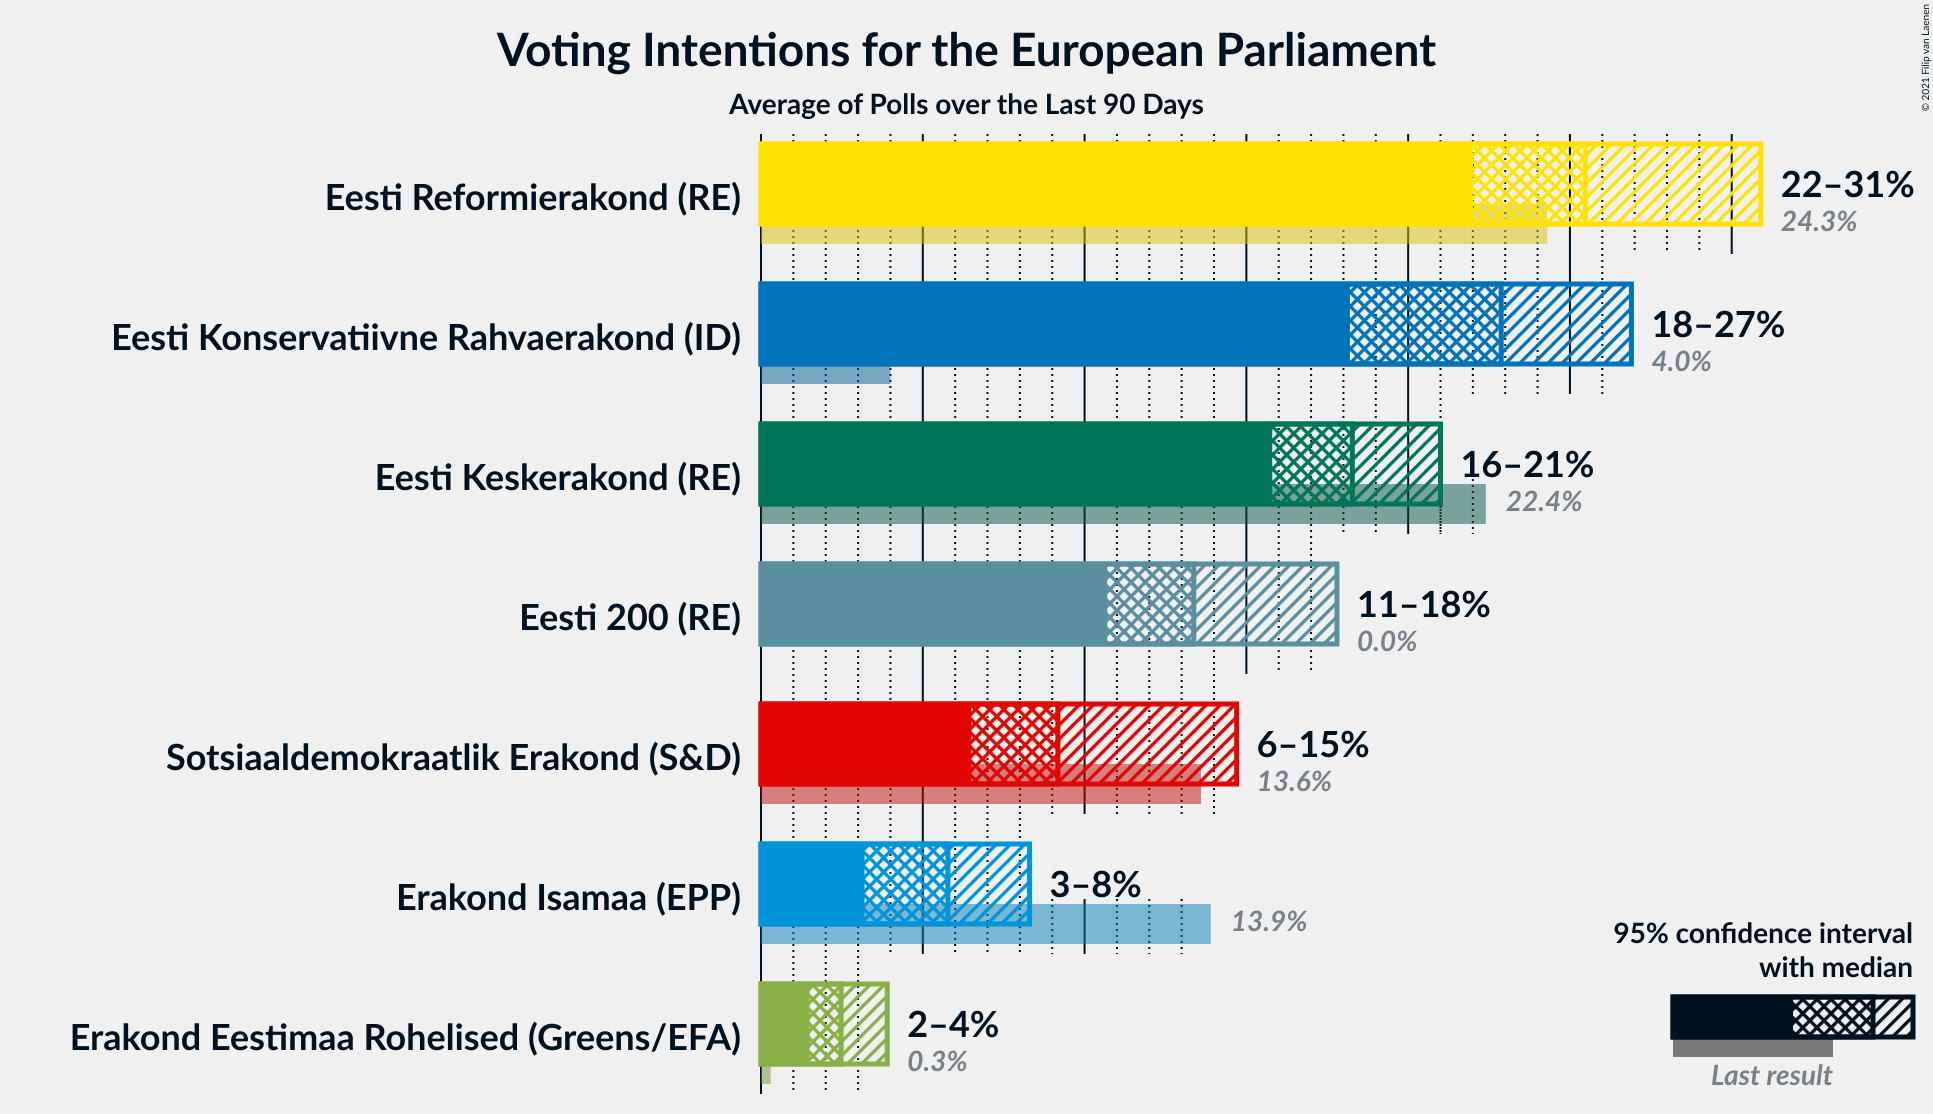 Voting Intentions for the European Parliament
Average of Polls over the Last 90 Days
© 2021 Filip van Laenen
Eesti Reformierakond (RE)
22–31%
24.3%
Eesti Konservatiivne Rahvaerakond (ID)
18–27%
4.0%
Eesti Keskerakond (RE)
16–21%
22.4%
Eesti 200 (RE)
11–18%
0.0%
Sotsiaaldemokraatlik Erakond (S&D)
6–15%
13.6%
Erakond Isamaa (EPP)
3–8%
13.9%
Erakond Eestimaa Rohelised (Greens/EFA)
2–4%
0.3%
95% confidence interval
with median
Last result